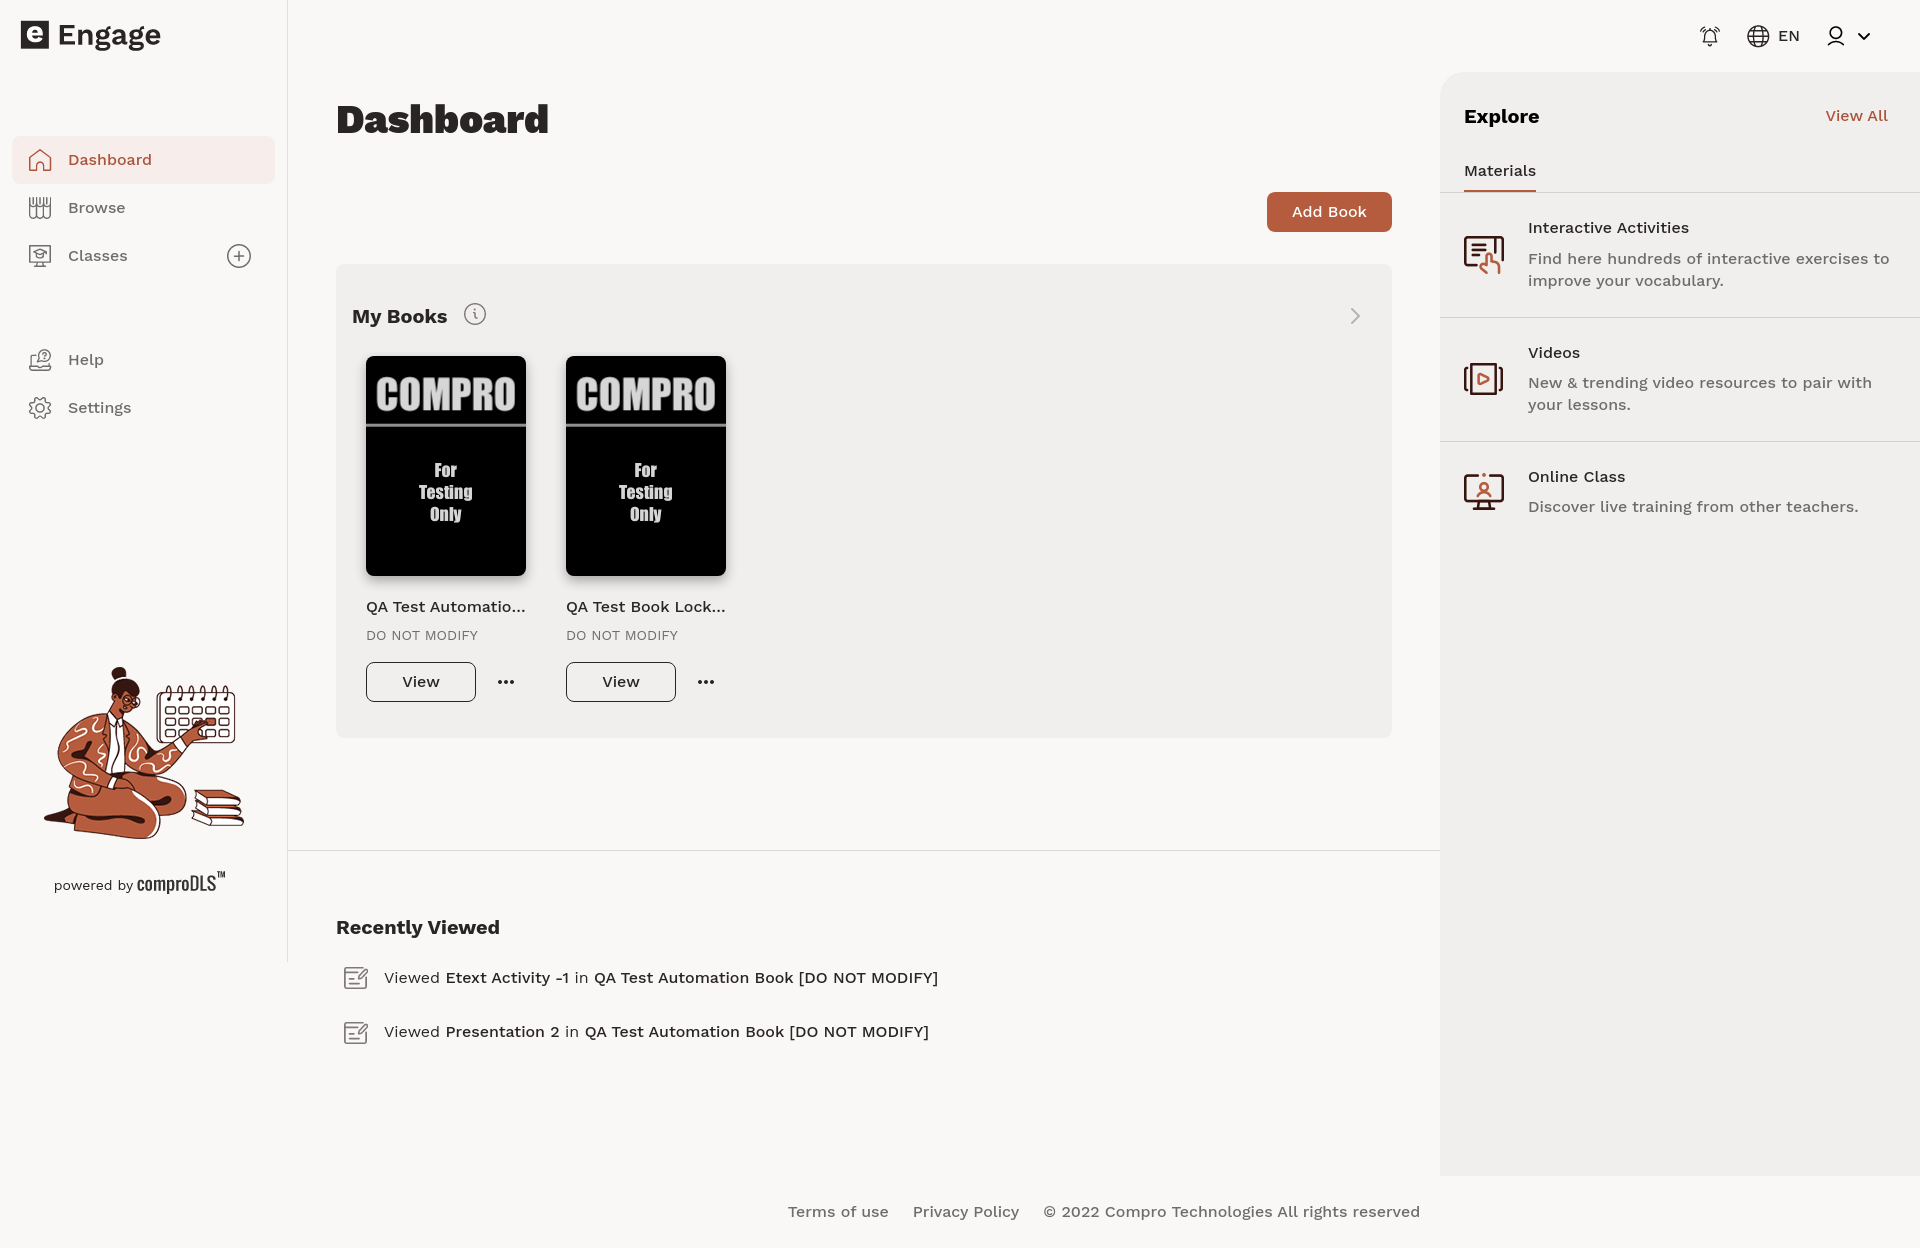 e Engage
EN
Dashboard
Browse
Classes
Help
Settings
powered by comproDLS™
Dashboard
Add Book
My Books
COMPRO
For
Testing
Only
QA Test Automatio...
DO NOT MODIFY
View
COMPRO
For
Testing
Only
QA Test Book Lock...
DO NOT MODIFY
View
Recently Viewed
Viewed Etext Activity -1 in QA Test Automation Book [DO NOT MODIFY]
Viewed Presentation 2 in QA Test Automation Book [DO NOT MODIFY]
Explore
View All
Materials
Interactive Activities
Find here hundreds of interactive exercises to
improve your vocabulary.
Videos
New & trending video resources to pair with
your lessons.
Online Class
Discover live training from other teachers.
Terms of use Privacy Policy © 2022 Compro Technologies All rights reserved